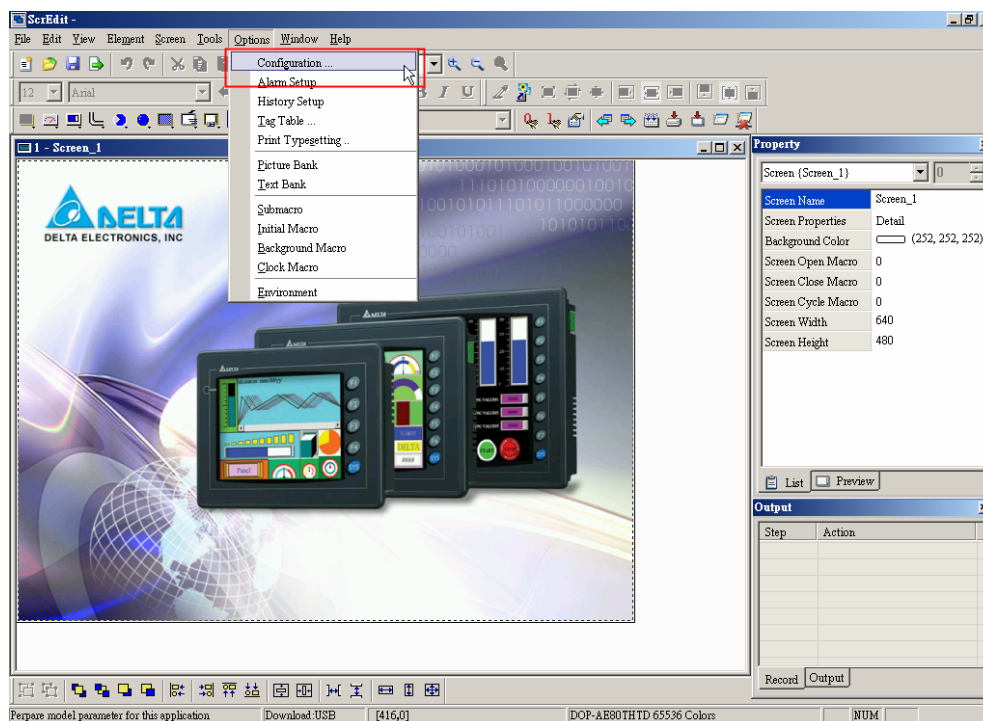 ScrEdit -
File Edit View Element Screen Tools Options Window Help
Configuration ...
Alarm Setup
History Setup
Tag Table ...
Print Typesetting ..
Picture Bank
Text Bank
Submacro
Initial Macro
Background Macro
Clock Macro
Environment
12 Arial B I U
1 - Screen_1
DELTA
DELTA ELECTRONICS, INC
Property
Screen {Screen_1} 0
Screen Name Screen_1
Screen Properties Detail
Background Color (252, 252, 252)
Screen Open Macro 0
Screen Close Macro 0
Screen Cycle Macro 0
Screen Width 640
Screen Height 480
List Preview
Output
Step Action
Record Output
Perpare model parameter for this application Download:USB [416,0] DOP-AE80THTD 65536 Colors NUM